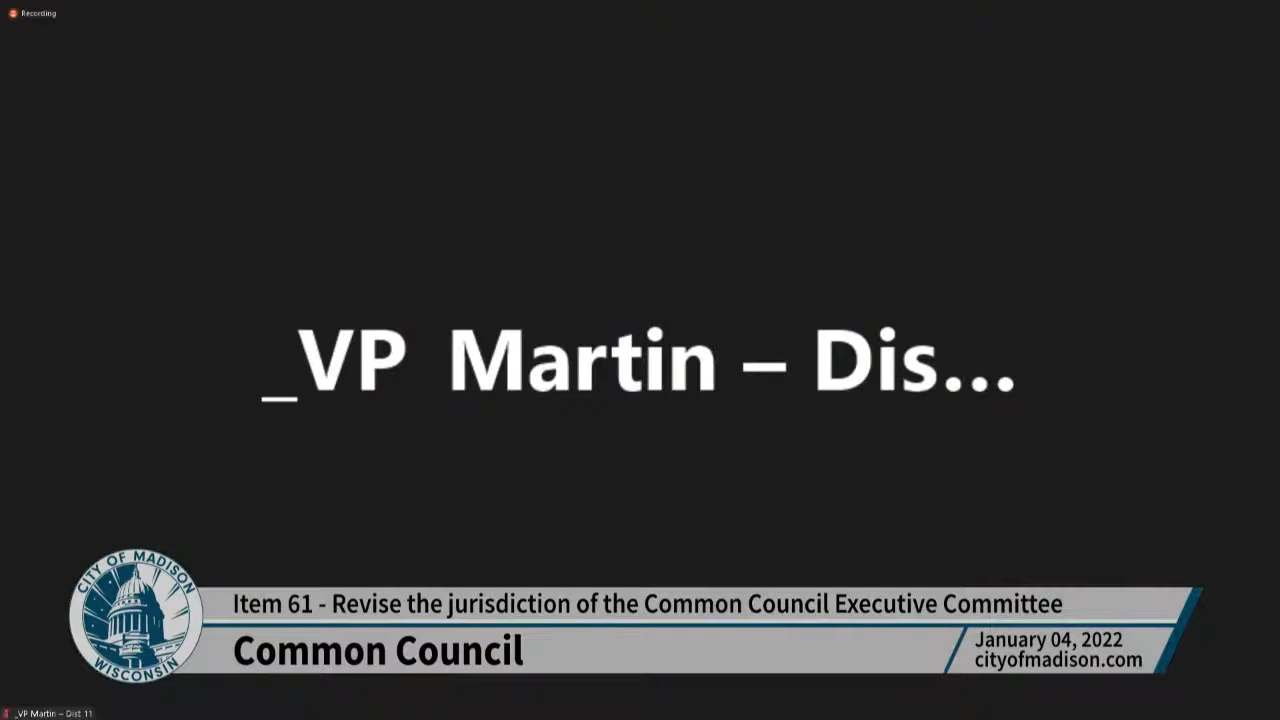 Recording
_VP Martin – Dis...
CITY OF MADISON
WISCONSIN
Item 61 - Revise the jurisdiction of the Common Council Executive Committee
Common Council
January 04, 2022
cityofmadison.com
_VP Martin – Dist 11